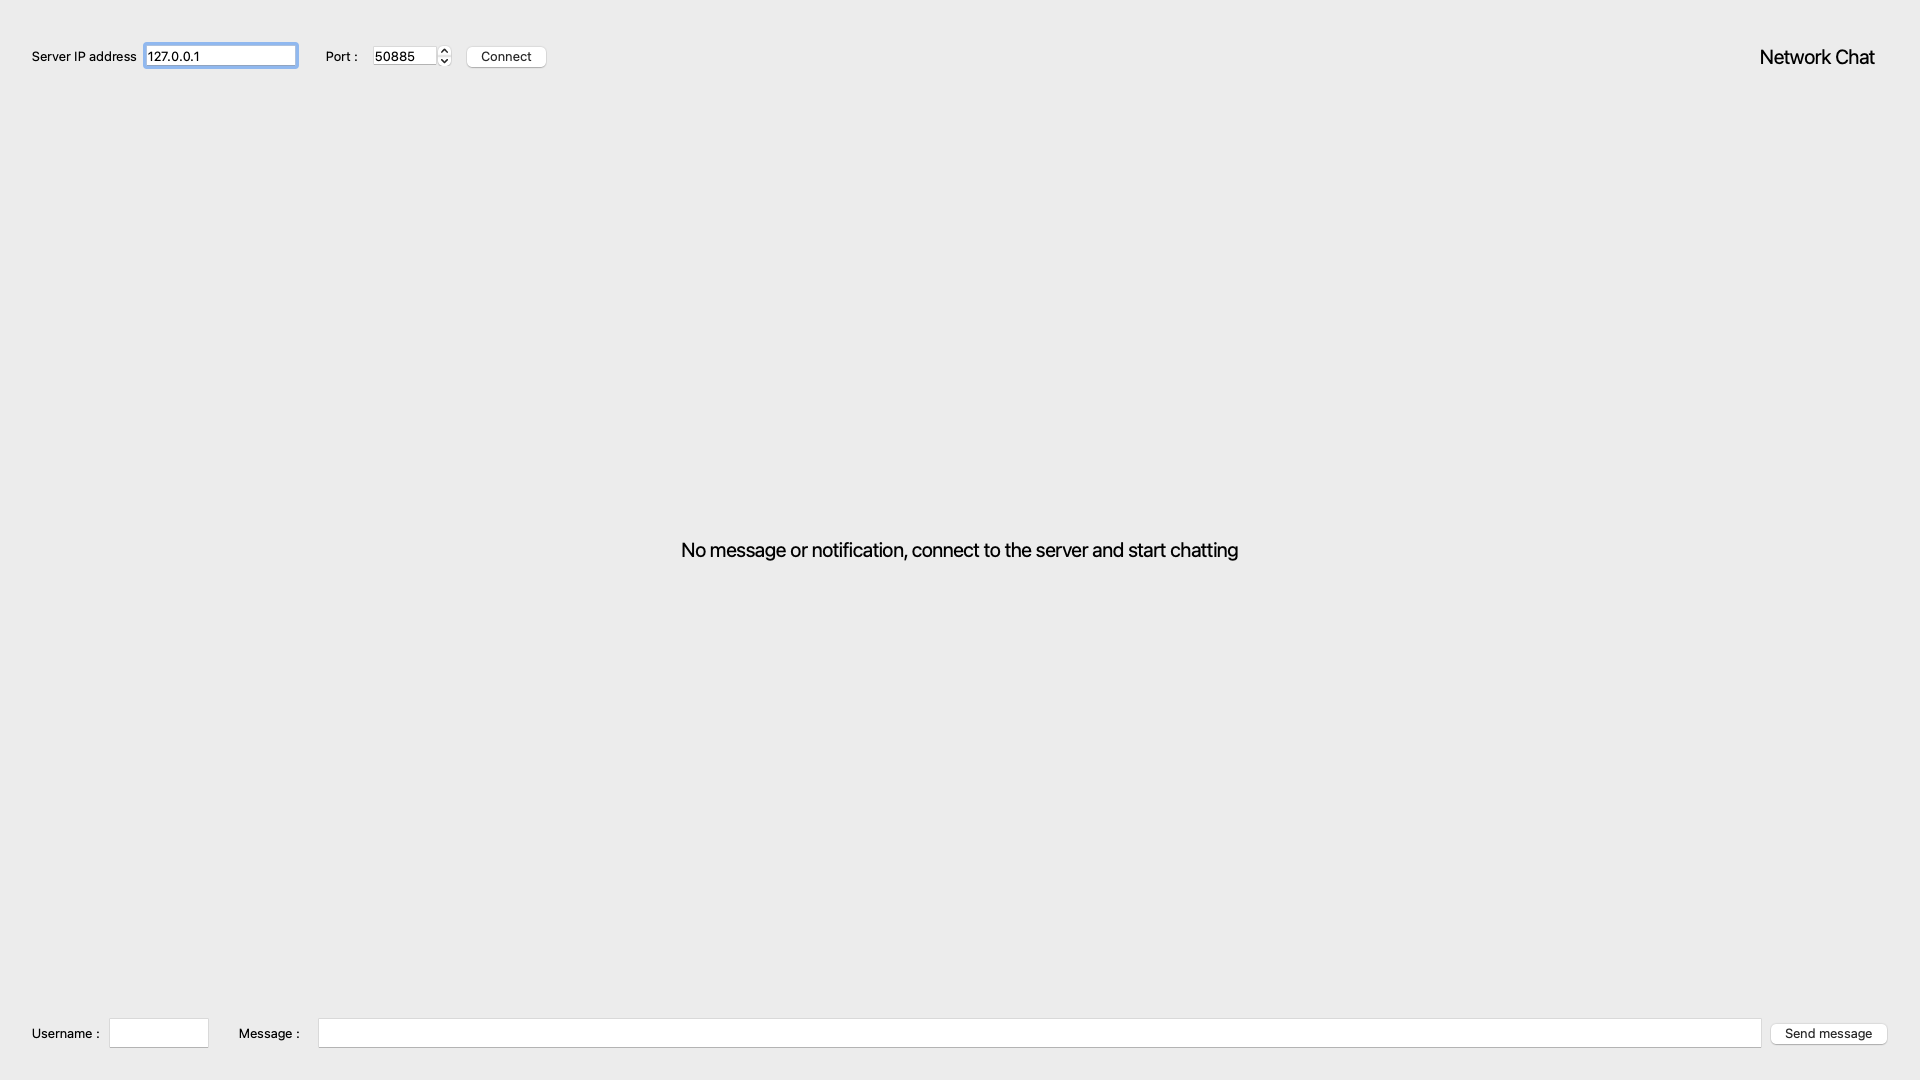 Server IP address 127.0.0.1 Port : 50885 Connect Network Chat
No message or notification, connect to the server and start chatting
Username : Message : Send message